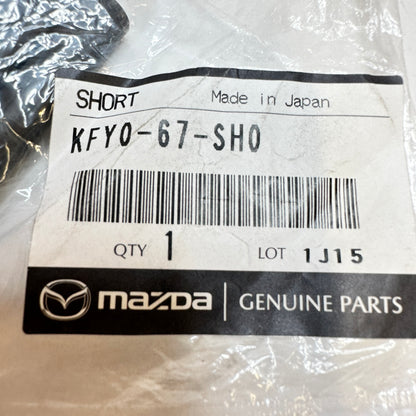 SHORT Made in Japan
KFY0-67-SH0
QTY 1 LOT 1J15
mazda GENUINE PARTS